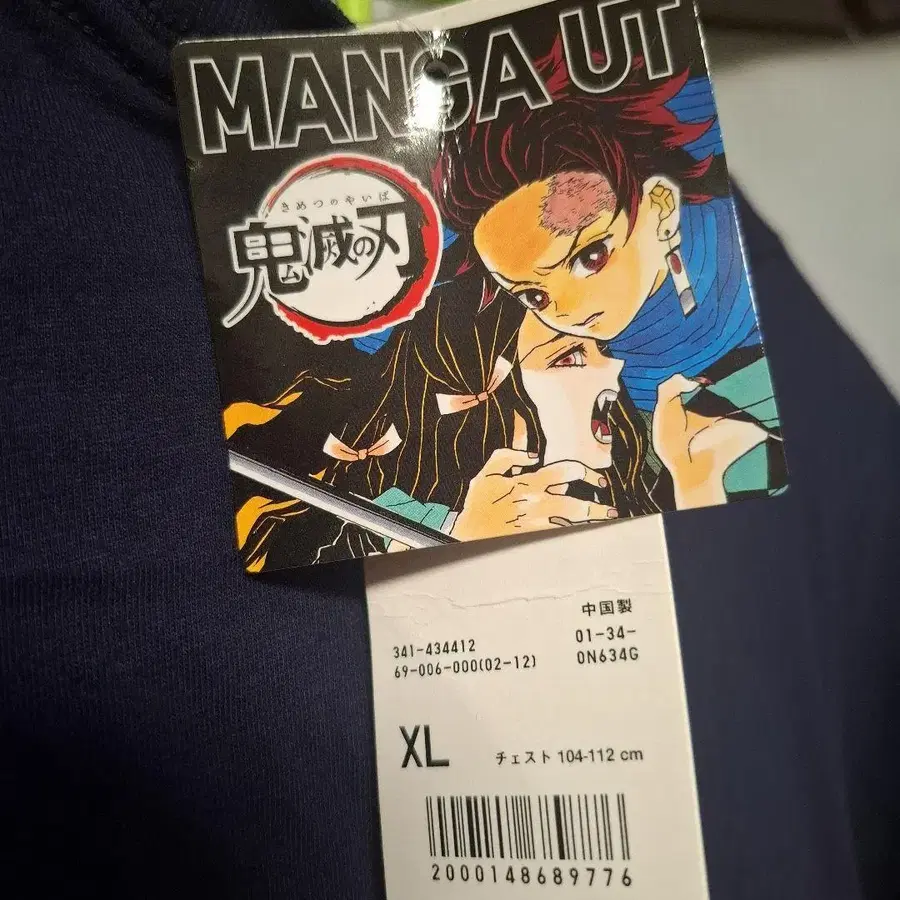 MANGA UT
きめつのやいば
鬼滅の刃
中国製
341-434412
01-34-
69-006-000(02-12)
0N634G
XL
チェスト 104-112 cm
2000148689776